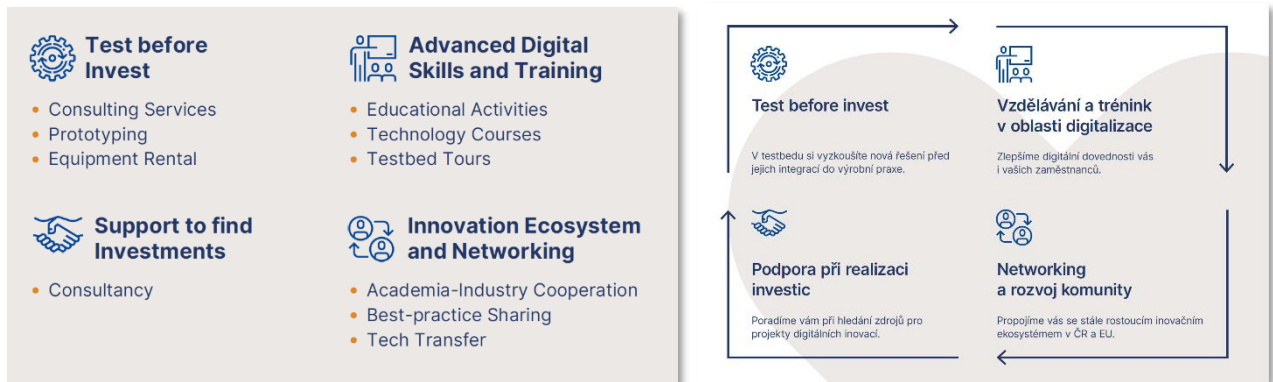 Test before
Invest
• Consulting Services
• Prototyping
• Equipment Rental
Advanced Digital
Skills and Training
• Educational Activities
• Technology Courses
• Testbed Tours
Support to find
Investments
• Consultancy
Innovation Ecosystem
and Networking
• Academia-Industry Cooperation
• Best-practice Sharing
• Tech Transfer
Test before invest
V testbedu si vyzkoušíte nová řešení před
jejich integrací do výrobní praxe.
Vzdělávání a trénink
v oblasti digitalizace
Zlepšíme digitální dovednosti vás
i vašich zaměstnanců.
Podpora při realizaci
investic
Poradíme vám při hledání zdrojů pro
projekty digitálních inovací.
Networking
a rozvoj komunity
Propojíme vás se stále rostoucím inovačním
ekosystémem v ČR a EU.